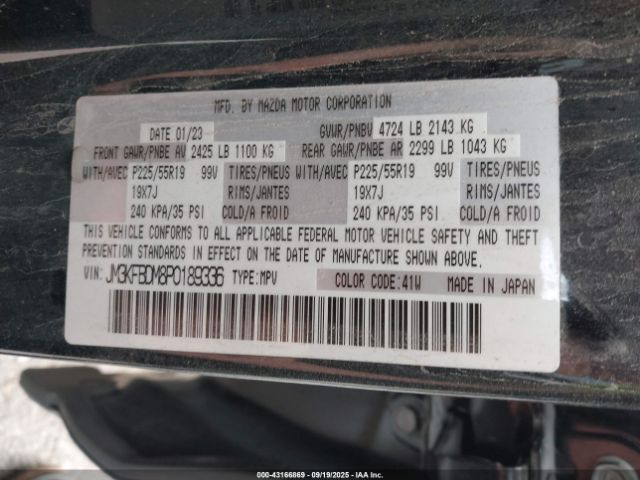 MFD. BY MAZDA MOTOR CORPORATION
DATE 01/23 GVWR/PNBV 4724 LB 2143 KG
FRONT GAWR/PNBE AV 2425 LB 1100 KG REAR GAWR/PNBE AR 2299 LB 1043 KG
WITH/AVEC P225/55R19 99V TIRES/PNEUS WITH/AVEC P225/55R19 99V TIRES/PNEUS
19X7J RIMS/JANTES 19X7J RIMS/JANTES
240 KPA/35 PSI COLD/A FROID 240 KPA/35 PSI COLD/A FROID
THIS VEHICLE CONFORMS TO ALL APPLICABLE FEDERAL MOTOR VEHICLE SAFETY AND THEFT
PREVENTION STANDARDS IN EFFECT ON THE DATE OF MANUFACTURE SHOWN ABOVE.
VIN: JM3KFBDM8P0189336 TYPE:MPV COLOR CODE:41W MADE IN JAPAN
000-43166869 09/19/2025 IAAI.COM